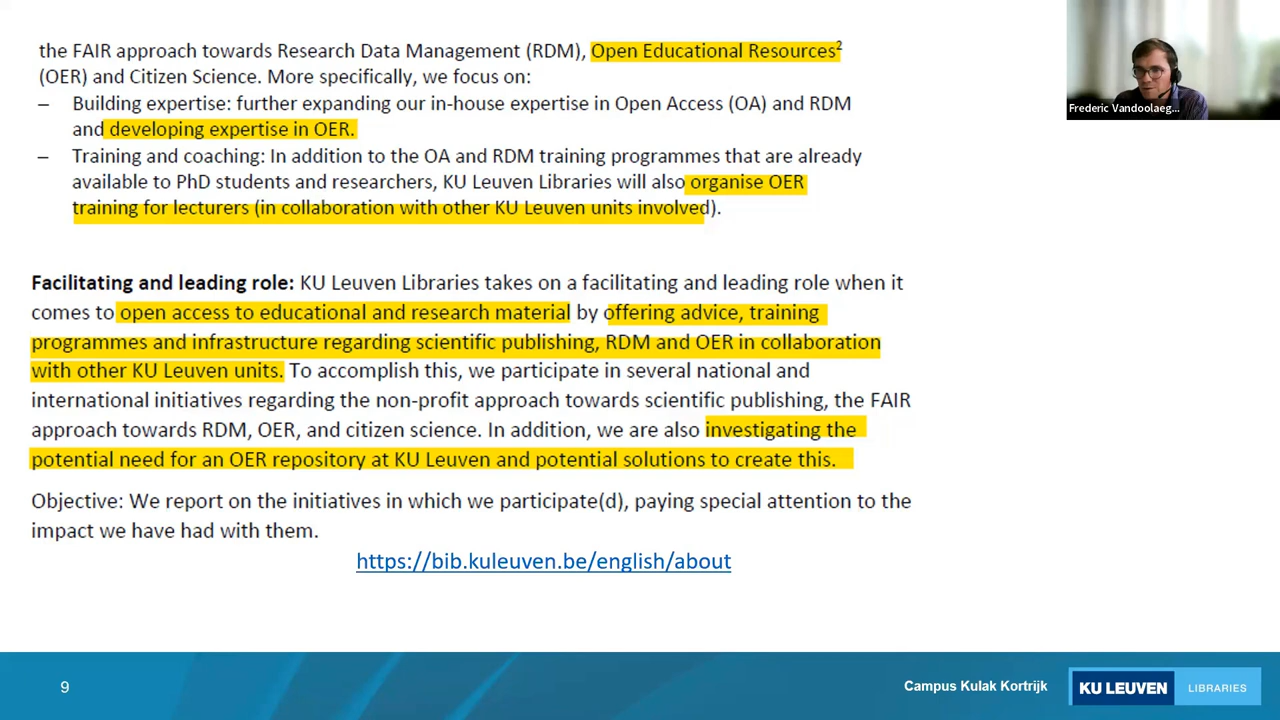 the FAIR approach towards Research Data Management (RDM), Open Educational Resources²
(OER) and Citizen Science. More specifically, we focus on:
– Building expertise: further expanding our in-house expertise in Open Access (OA) and RDM
and developing expertise in OER.
– Training and coaching: In addition to the OA and RDM training programmes that are already
available to PhD students and researchers, KU Leuven Libraries will also organise OER
training for lecturers (in collaboration with other KU Leuven units involved).
Facilitating and leading role: KU Leuven Libraries takes on a facilitating and leading role when it
comes to open access to educational and research material by offering advice, training
programmes and infrastructure regarding scientific publishing, RDM and OER in collaboration
with other KU Leuven units. To accomplish this, we participate in several national and
international initiatives regarding the non-profit approach towards scientific publishing, the FAIR
approach towards RDM, OER, and citizen science. In addition, we are also investigating the
potential need for an OER repository at KU Leuven and potential solutions to create this.
Objective: We report on the initiatives in which we participate(d), paying special attention to the
impact we have had with them.
https://bib.kuleuven.be/english/about
Frederic Vandoolaeg...
9
Campus Kulak Kortrijk
KU LEUVEN
LIBRARIES